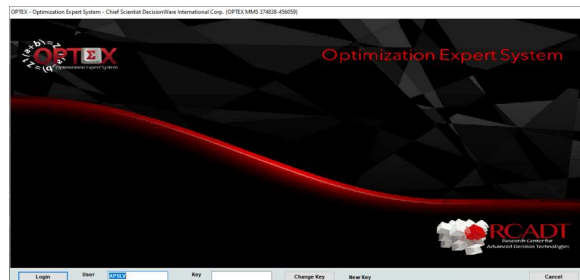 OPTEX - Optimization Expert System - Chief Scientist DecisionWare International Corp. (OPTEX MMS 374838-456059)
OPTEX
Optimization Expert System
Optimization Expert System
RCADT
Research Center for
Advanced Decision Technologies
Login User APSLV Key Change Key New Key Cancel